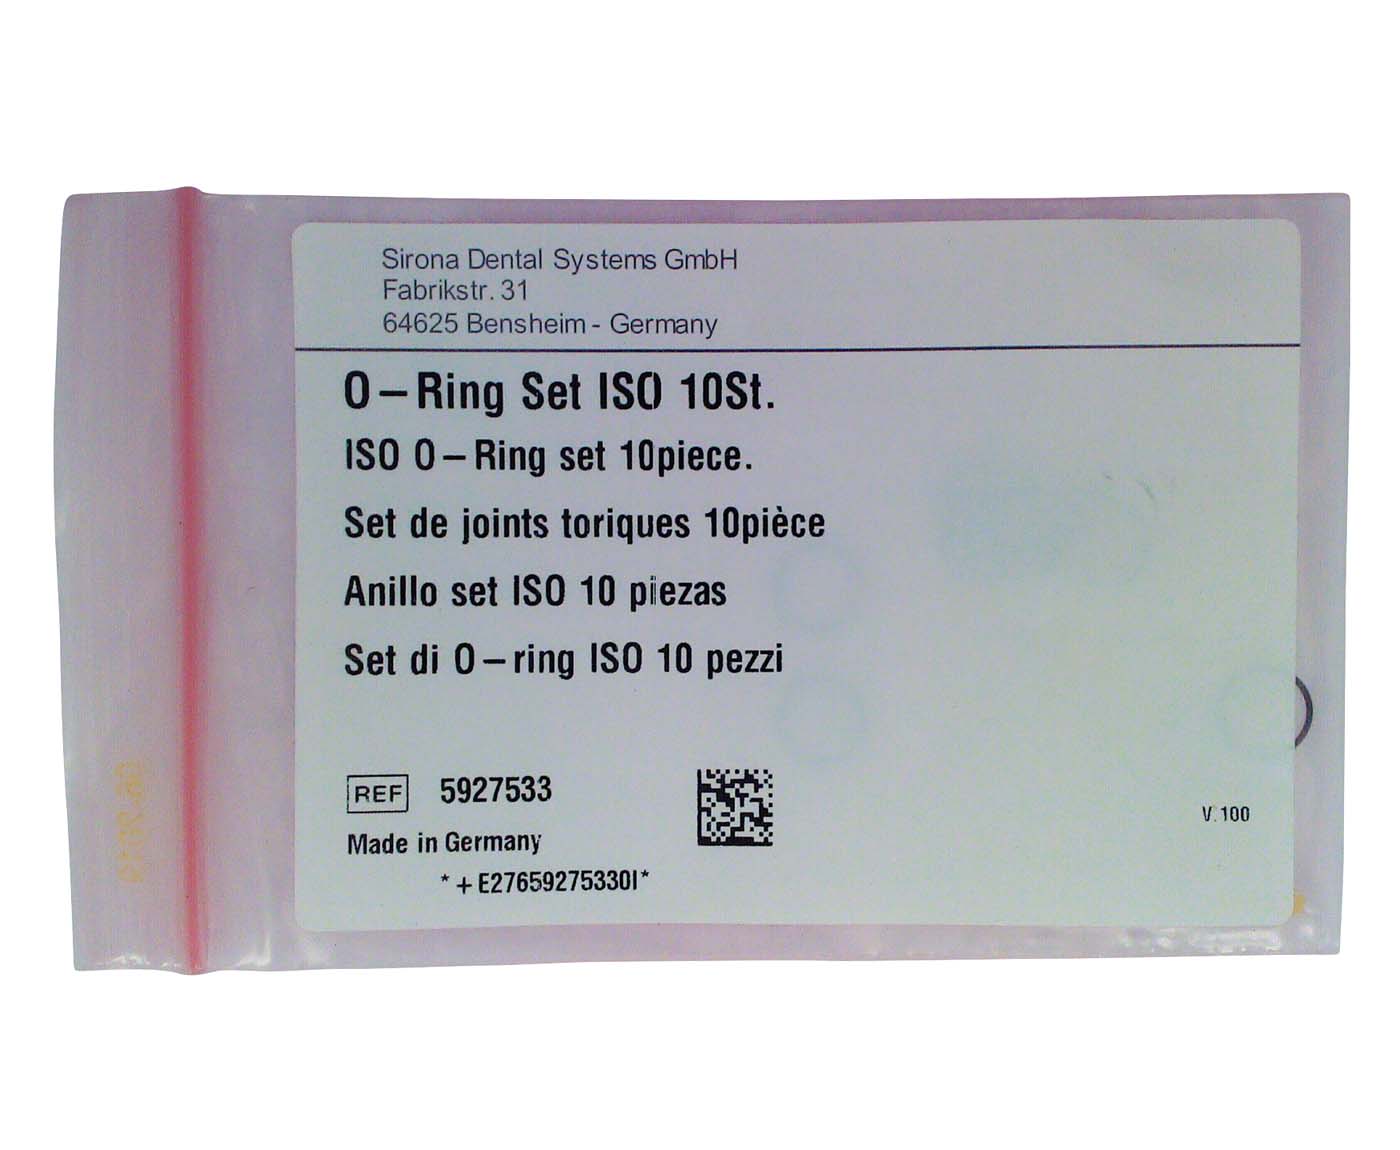 Sirona Dental Systems GmbH
Fabrikstr. 31
64625 Bensheim - Germany
O-Ring Set ISO 10St.
ISO O-Ring set 10piece.
Set de joints toriques 10pièce
Anillo set ISO 10 piezas
Set di O-ring ISO 10 pezzi
REF 5927533
Made in Germany
V.100
*+E27659275330I*